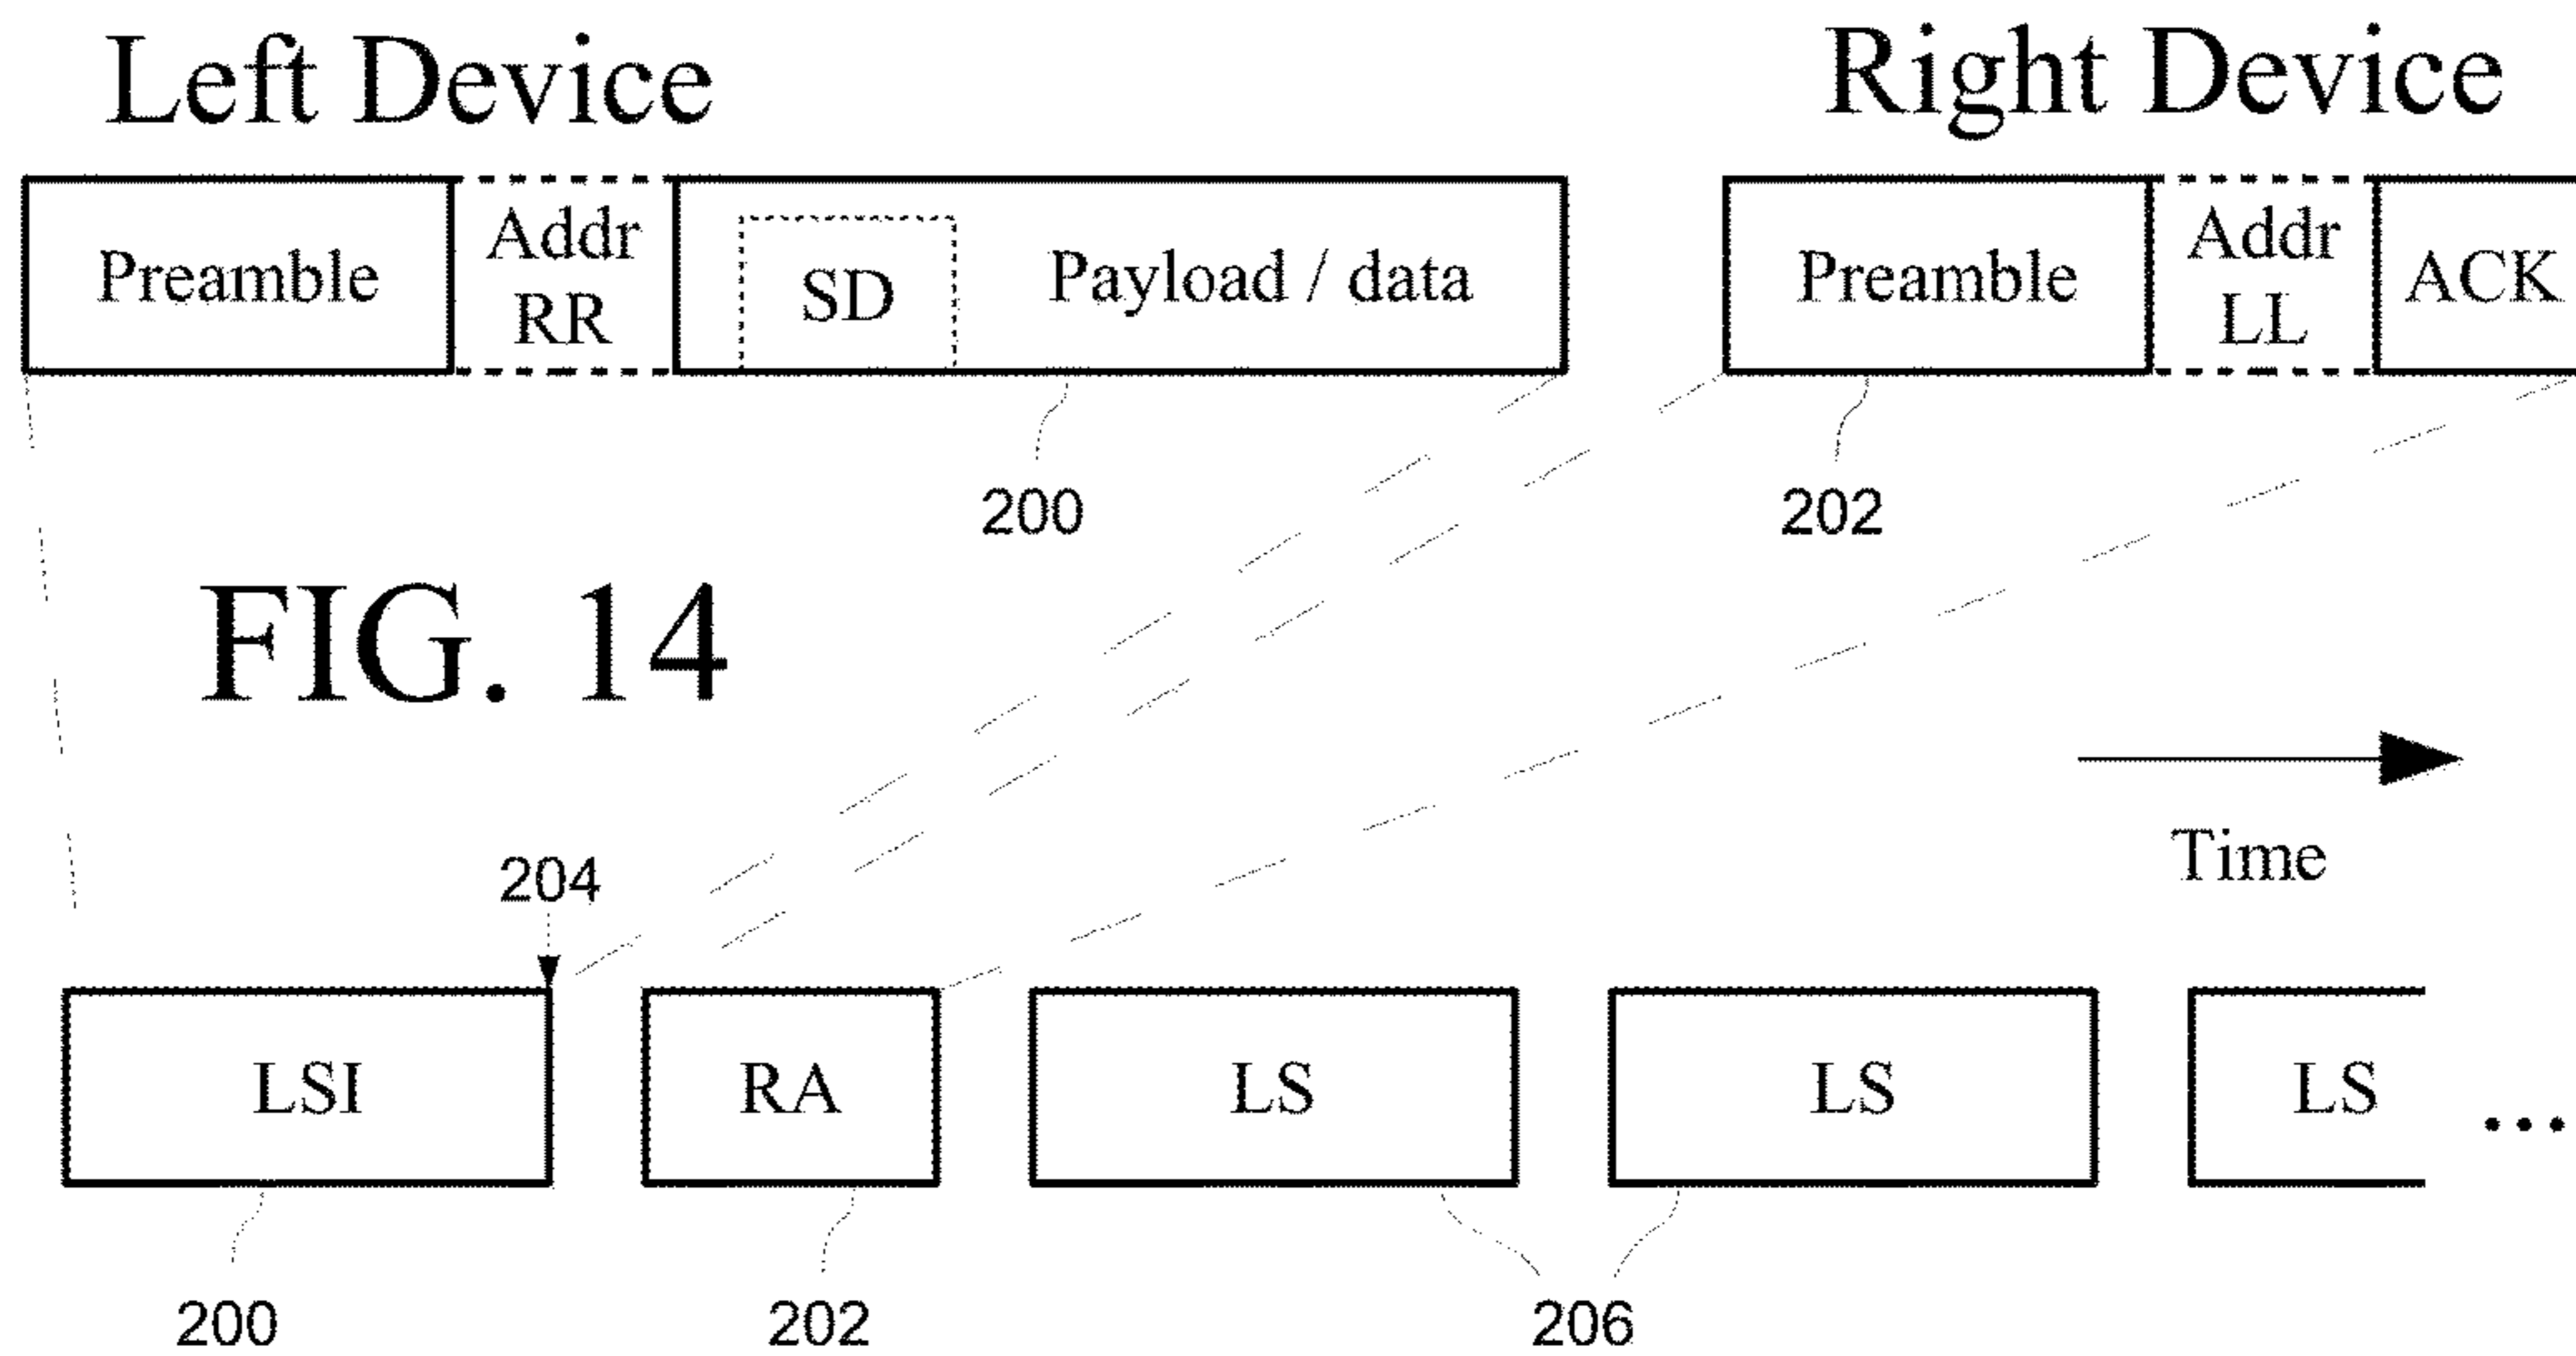 Left Device
Right Device
Preamble
Addr
RR
SD
Payload / data
Preamble
Addr
LL
ACK
200
202
FIG. 14
Time
204
LSI
RA
LS
LS
LS
...
200
202
206